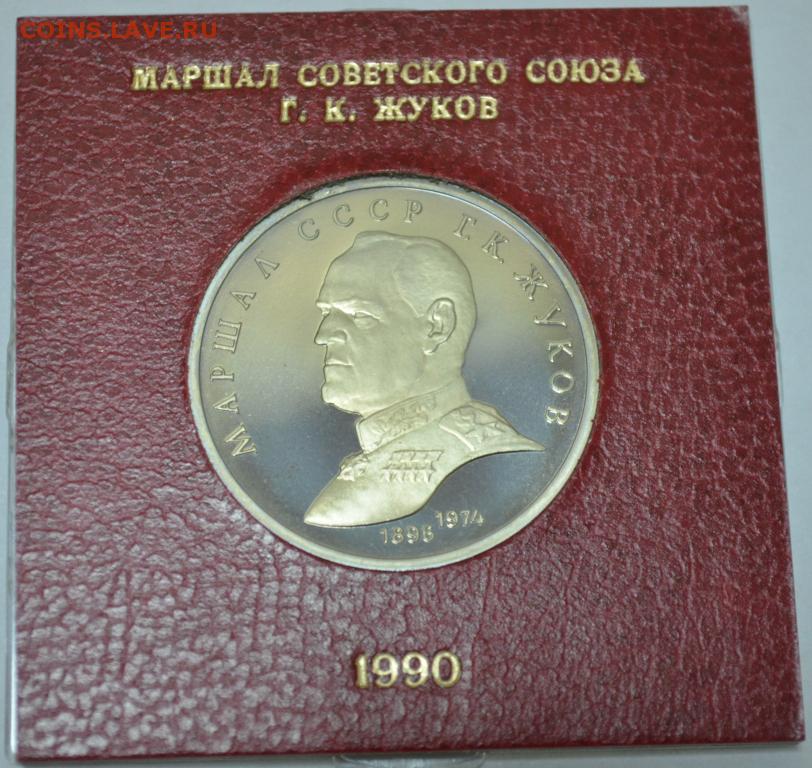 COINS.LAVE.RU
МАРШАЛ СОВЕТСКОГО СОЮЗА
Г. К. ЖУКОВ
МАРШАЛ СССР Г.К. ЖУКОВ
1896 1974
1990